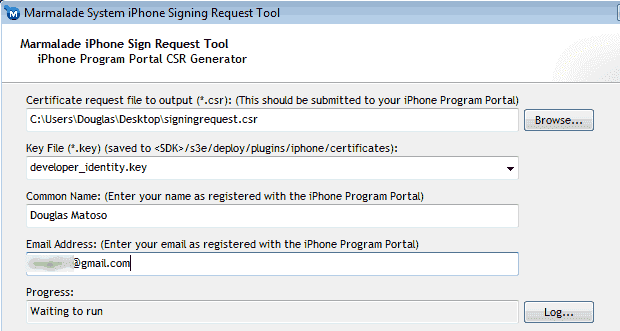 Marmalade System iPhone Signing Request Tool
Marmalade iPhone Sign Request Tool
iPhone Program Portal CSR Generator
Certificate request file to output (*.csr): (This should be submitted to your iPhone Program Portal)
C:\Users\Douglas\Desktop\signingrequest.csr
Browse...
Key File (*.key) (saved to <SDK>/s3e/deploy/plugins/iphone/certificates):
developer_identity.key
Common Name: (Enter your name as registered with the iPhone Program Portal)
Douglas Matoso
Email Address: (Enter your email as registered with the iPhone Program Portal)
@gmail.com
Progress:
Waiting to run
Log...